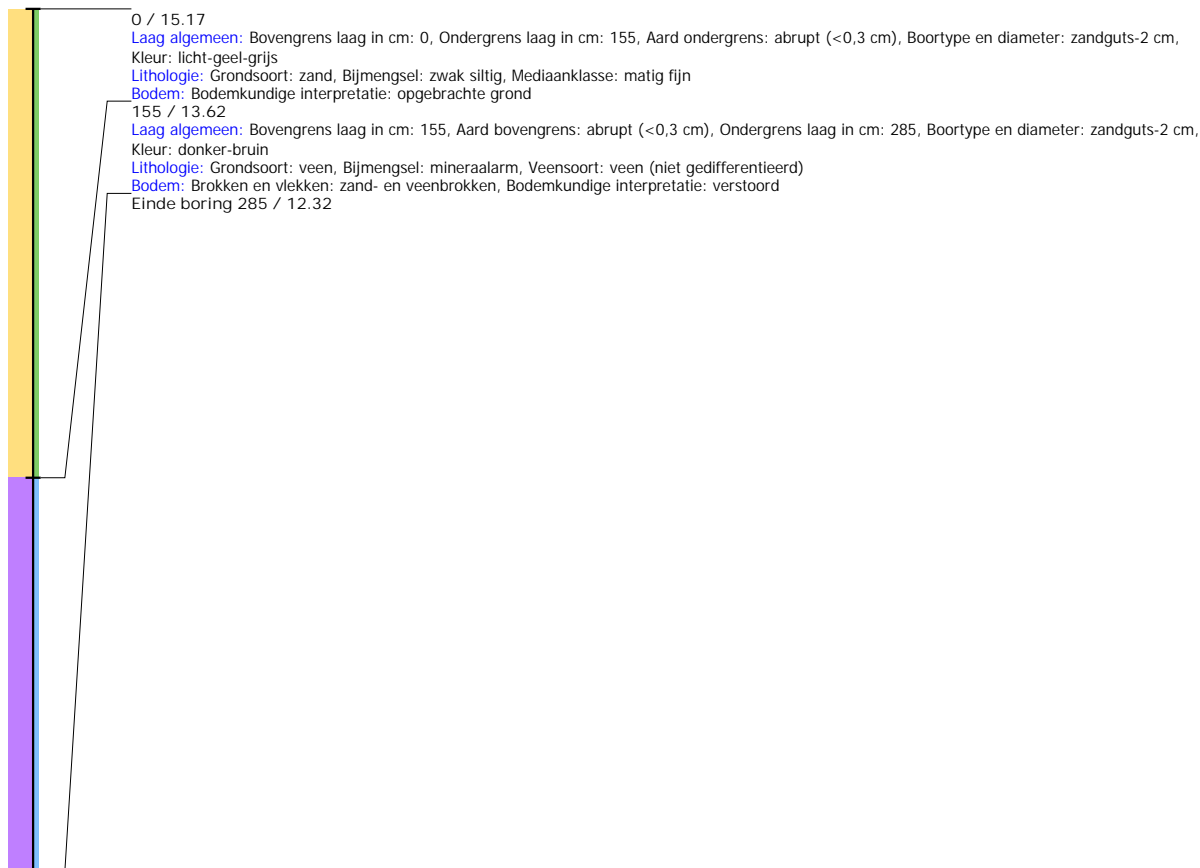 0 / 15.17
Laag algemeen: Bovengrens laag in cm: 0, Ondergrens laag in cm: 155, Aard ondergrens: abrupt (<0,3 cm), Boortype en diameter: zandguts-2 cm,
Kleur: licht-geel-grijs
Lithologie: Grondsoort: zand, Bijmengsel: zwak siltig, Mediaanklasse: matig fijn
Bodem: Bodemkundige interpretatie: opgebrachte grond
155 / 13.62
Laag algemeen: Bovengrens laag in cm: 155, Aard bovengrens: abrupt (<0,3 cm), Ondergrens laag in cm: 285, Boortype en diameter: zandguts-2 cm,
Kleur: donker-bruin
Lithologie: Grondsoort: veen, Bijmengsel: mineraalarm, Veensoort: veen (niet gedifferentieerd)
Bodem: Brokken en vlekken: zand- en veenbrokken, Bodemkundige interpretatie: verstoord
Einde boring 285 / 12.32